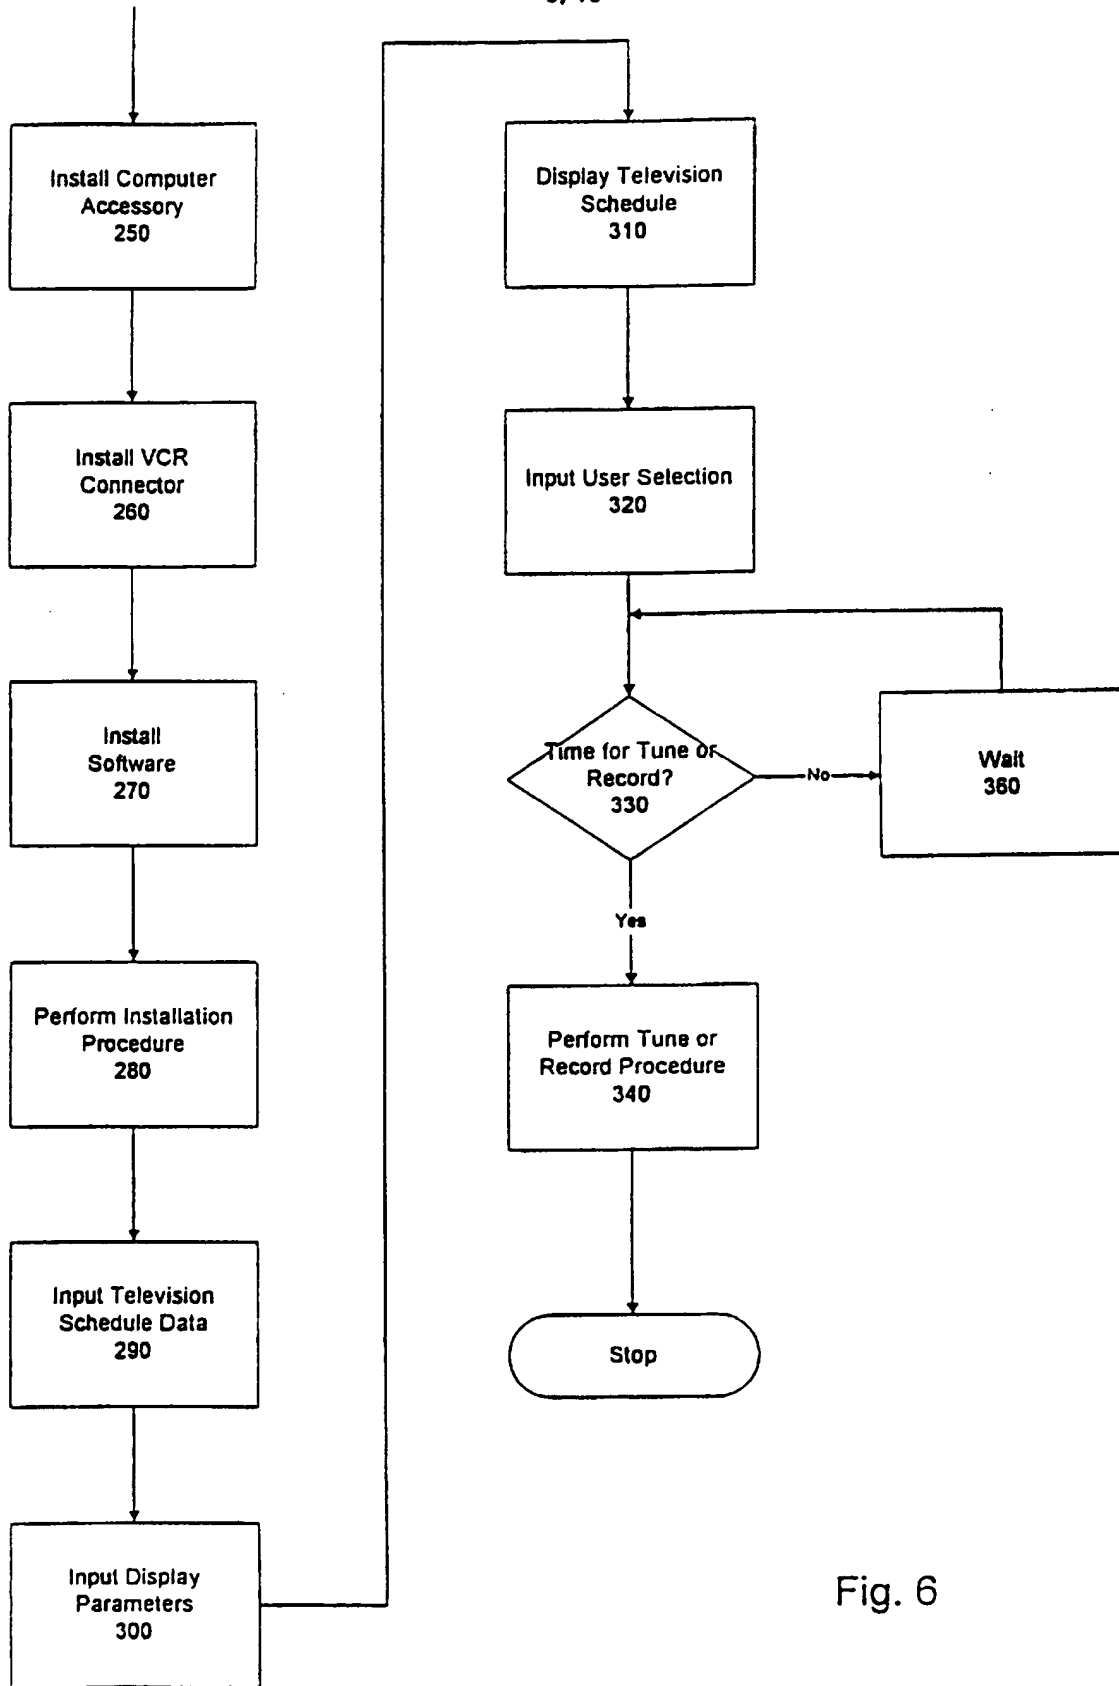 Install Computer
Accessory
250
Install VCR
Connector
260
Install
Software
270
Perform Installation
Procedure
280
Input Television
Schedule Data
290
Input Display
Parameters
300
Display Television
Schedule
310
Input User Selection
320
Time for Tune or
Record?
330
No
Wait
360
Yes
Perform Tune or
Record Procedure
340
Stop
Fig. 6